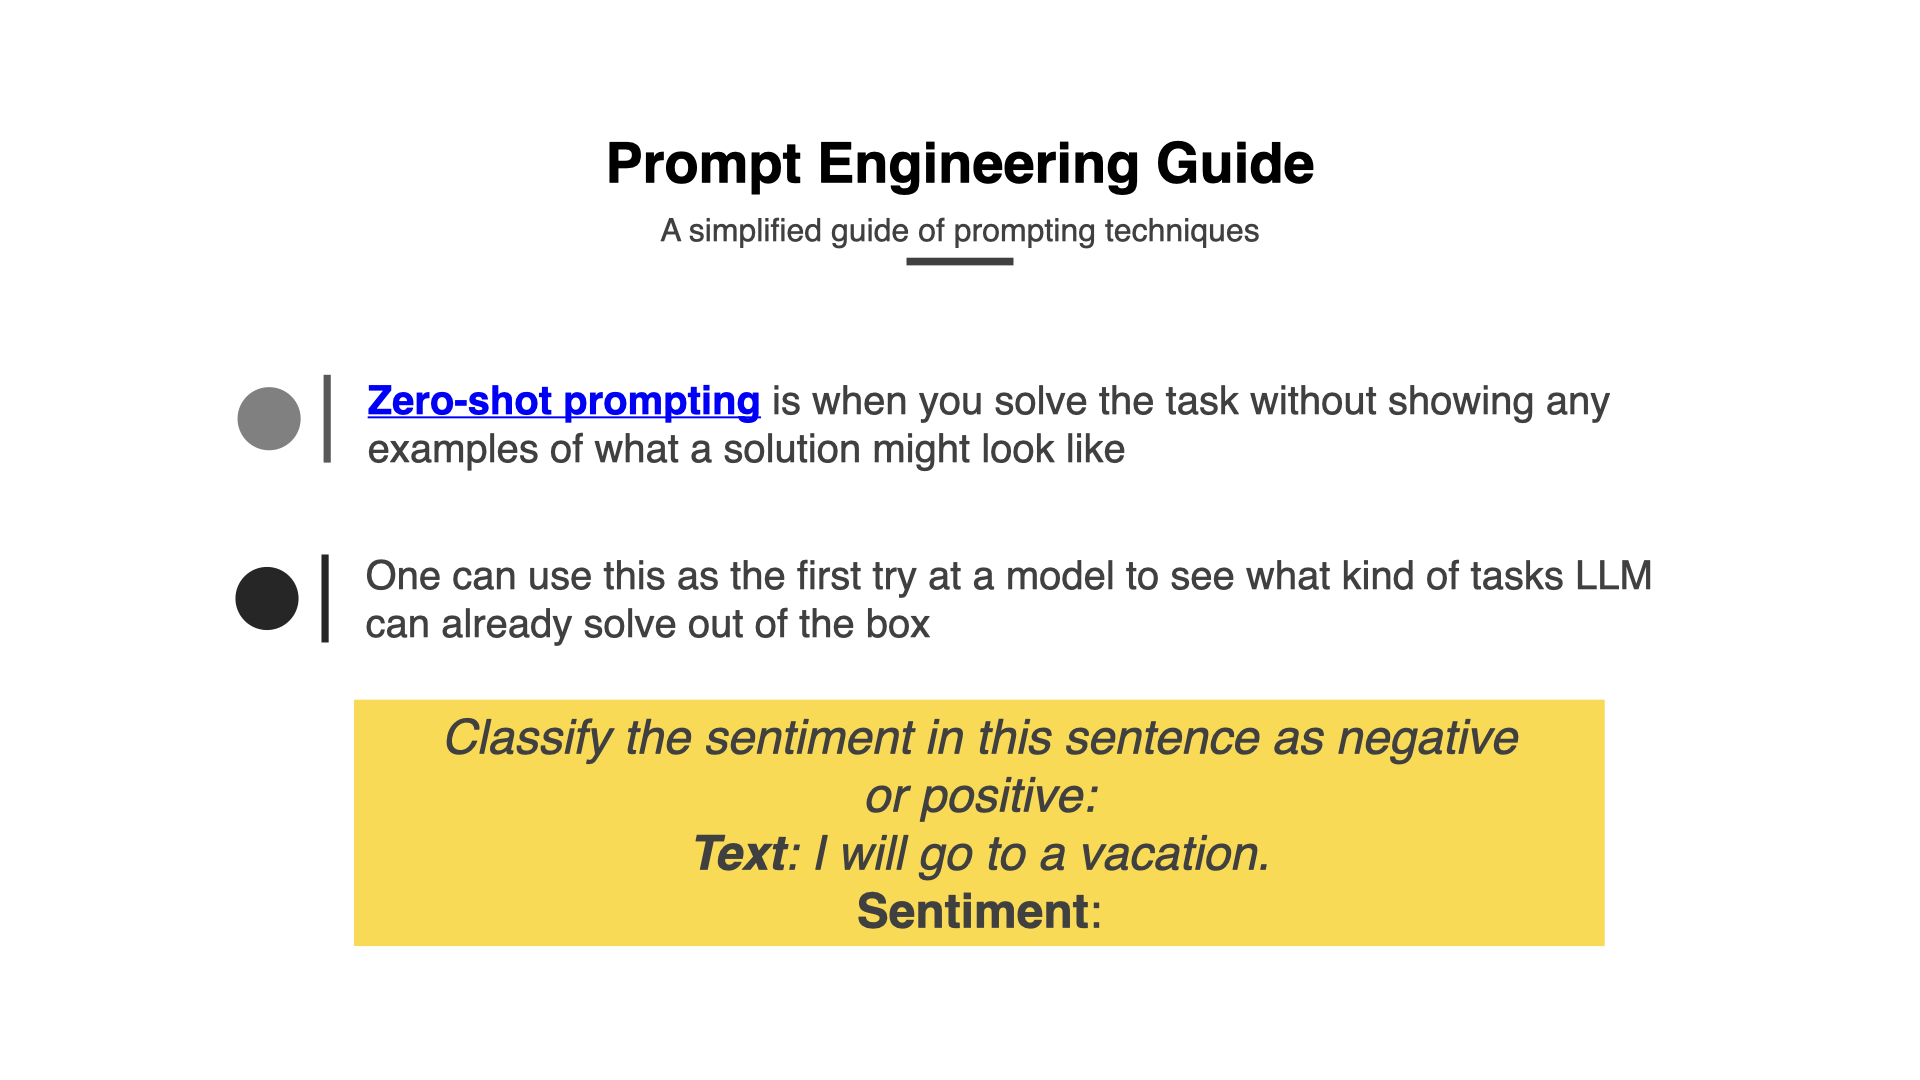 Prompt Engineering Guide
A simplified guide of prompting techniques
Zero-shot prompting is when you solve the task without showing any
examples of what a solution might look like
One can use this as the first try at a model to see what kind of tasks LLM
can already solve out of the box
Classify the sentiment in this sentence as negative
or positive:
Text: I will go to a vacation.
Sentiment: